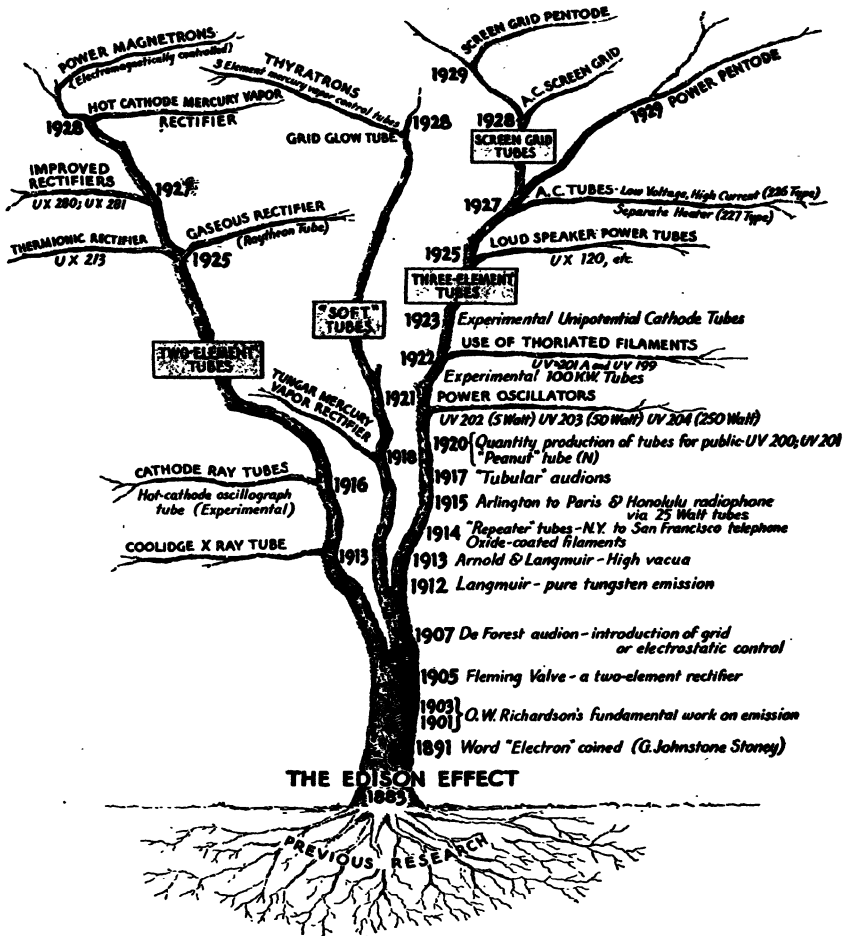 POWER MAGNETRONS
(Electromagnetically controlled)
HOT CATHODE MERCURY VAPOR
RECTIFIER
1928
IMPROVED
RECTIFIERS
UX 280; UX 281
1927
THERMIONIC RECTIFIER
UX 213
GASEOUS RECTIFIER
(Raytheon Tube)
1925
TWO-ELEMENT
TUBES
CATHODE RAY TUBES
Hot-cathode oscillograph
tube (Experimental)
1916
COOLIDGE X RAY TUBE
1913
THYRATRONS
3 Element mercury vapor control tubes
GRID GLOW TUBE
1928
"SOFT"
TUBES
TUNGAR MERCURY
VAPOR RECTIFIER
1918
SCREEN GRID PENTODE
1929
A.C. SCREEN GRID
1928
SCREEN GRID
TUBES
1929 POWER PENTODE
1927
A.C. TUBES - Low Voltage, High Current (226 Type)
Separate Heater (227 Type)
1925
LOUD SPEAKER POWER TUBES
UX 120, etc.
THREE-ELEMENT
TUBES
1923 Experimental Unipotential Cathode Tubes
1922
USE OF THORIATED FILAMENTS
UV-201 A and UV 199
Experimental 100 K.W. Tubes
1921
POWER OSCILLATORS
UV 202 (5 Watt) UV 203 (50 Watt) UV 204 (250 Watt)
1920 { Quantity production of tubes for public-UV 200; UV 201
"Peanut" tube (N)
1917 "Tubular" audions
1915 Arlington to Paris & Honolulu radiophone
via 25 Watt tubes
1914 "Repeater" tubes - N.Y. to San Francisco telephone
Oxide-coated filaments
1913 Arnold & Langmuir - High vacua
1912 Langmuir - pure tungsten emission
1907 De Forest audion - introduction of grid
or electrostatic control
1905 Fleming Valve - a two-element rectifier
1903
1901 } O.W. Richardson's fundamental work on emission
1891 Word "Electron" coined (G. Johnstone Stoney)
THE EDISON EFFECT
1883
PREVIOUS RESEARCH